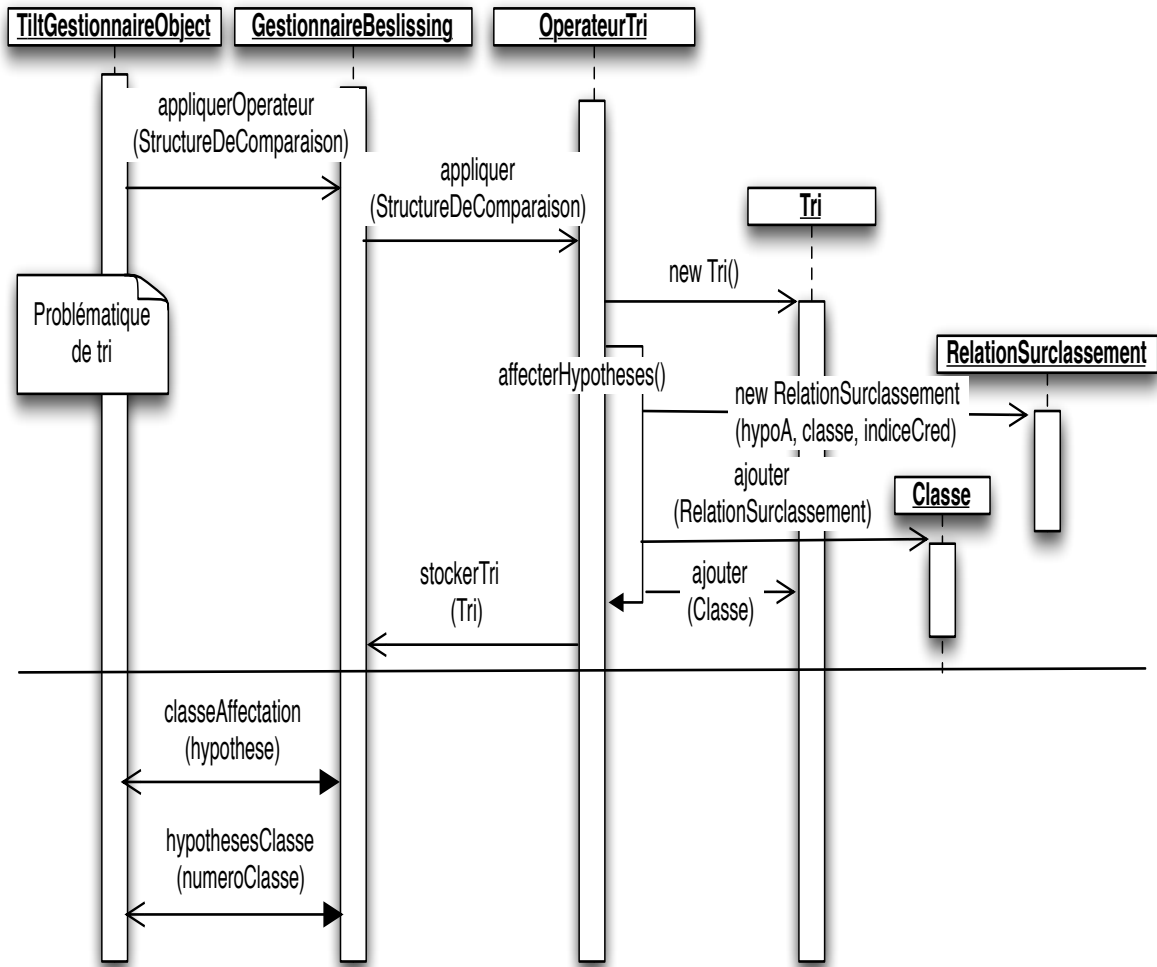 TiltGestionnaireObject
GestionnaireBeslissing
OperateurTri
appliquerOperateur
(StructureDeComparaison)
appliquer
(StructureDeComparaison)
Tri
new Tri()
Problématique
de tri
RelationSurclassement
affecterHypotheses()
new RelationSurclassement
(hypoA, classe, indiceCred)
ajouter
(RelationSurclassement)
Classe
stockerTri
(Tri)
ajouter
(Classe)
classeAffectation
(hypothese)
hypothesesClasse
(numeroClasse)